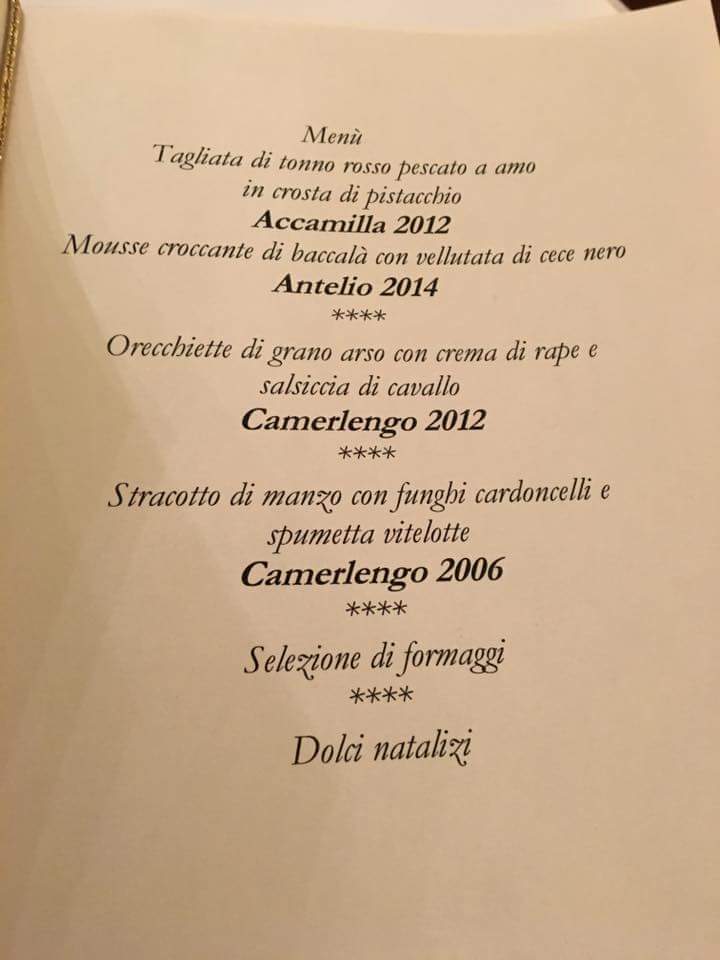 Menù
Tagliata di tonno rosso pescato a amo
in crosta di pistacchio
Accamilla 2012
Mousse croccante di baccalà con vellutata di cece nero
Antelio 2014
****
Orecchiette di grano arso con crema di rape e
salsiccia di cavallo
Camerlengo 2012
****
Stracotto di manzo con funghi cardoncelli e
spumetta vitelotte
Camerlengo 2006
****
Selezione di formaggi
****
Dolci natalizi